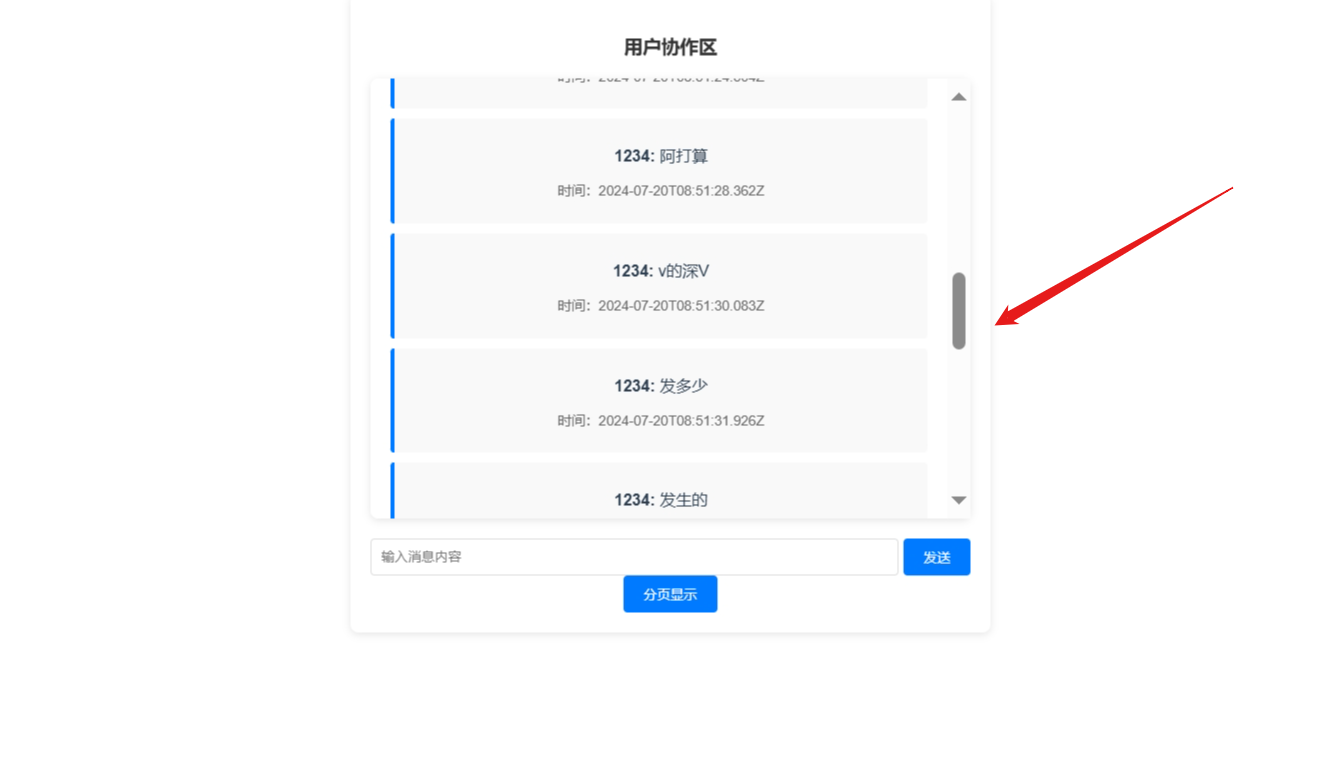 用户协作区
1234: 阿打算
时间：2024-07-20T08:51:28.362Z
1234: v的深V
时间：2024-07-20T08:51:30.083Z
1234: 发多少
时间：2024-07-20T08:51:31.926Z
1234: 发生的
输入消息内容
发送
分页显示